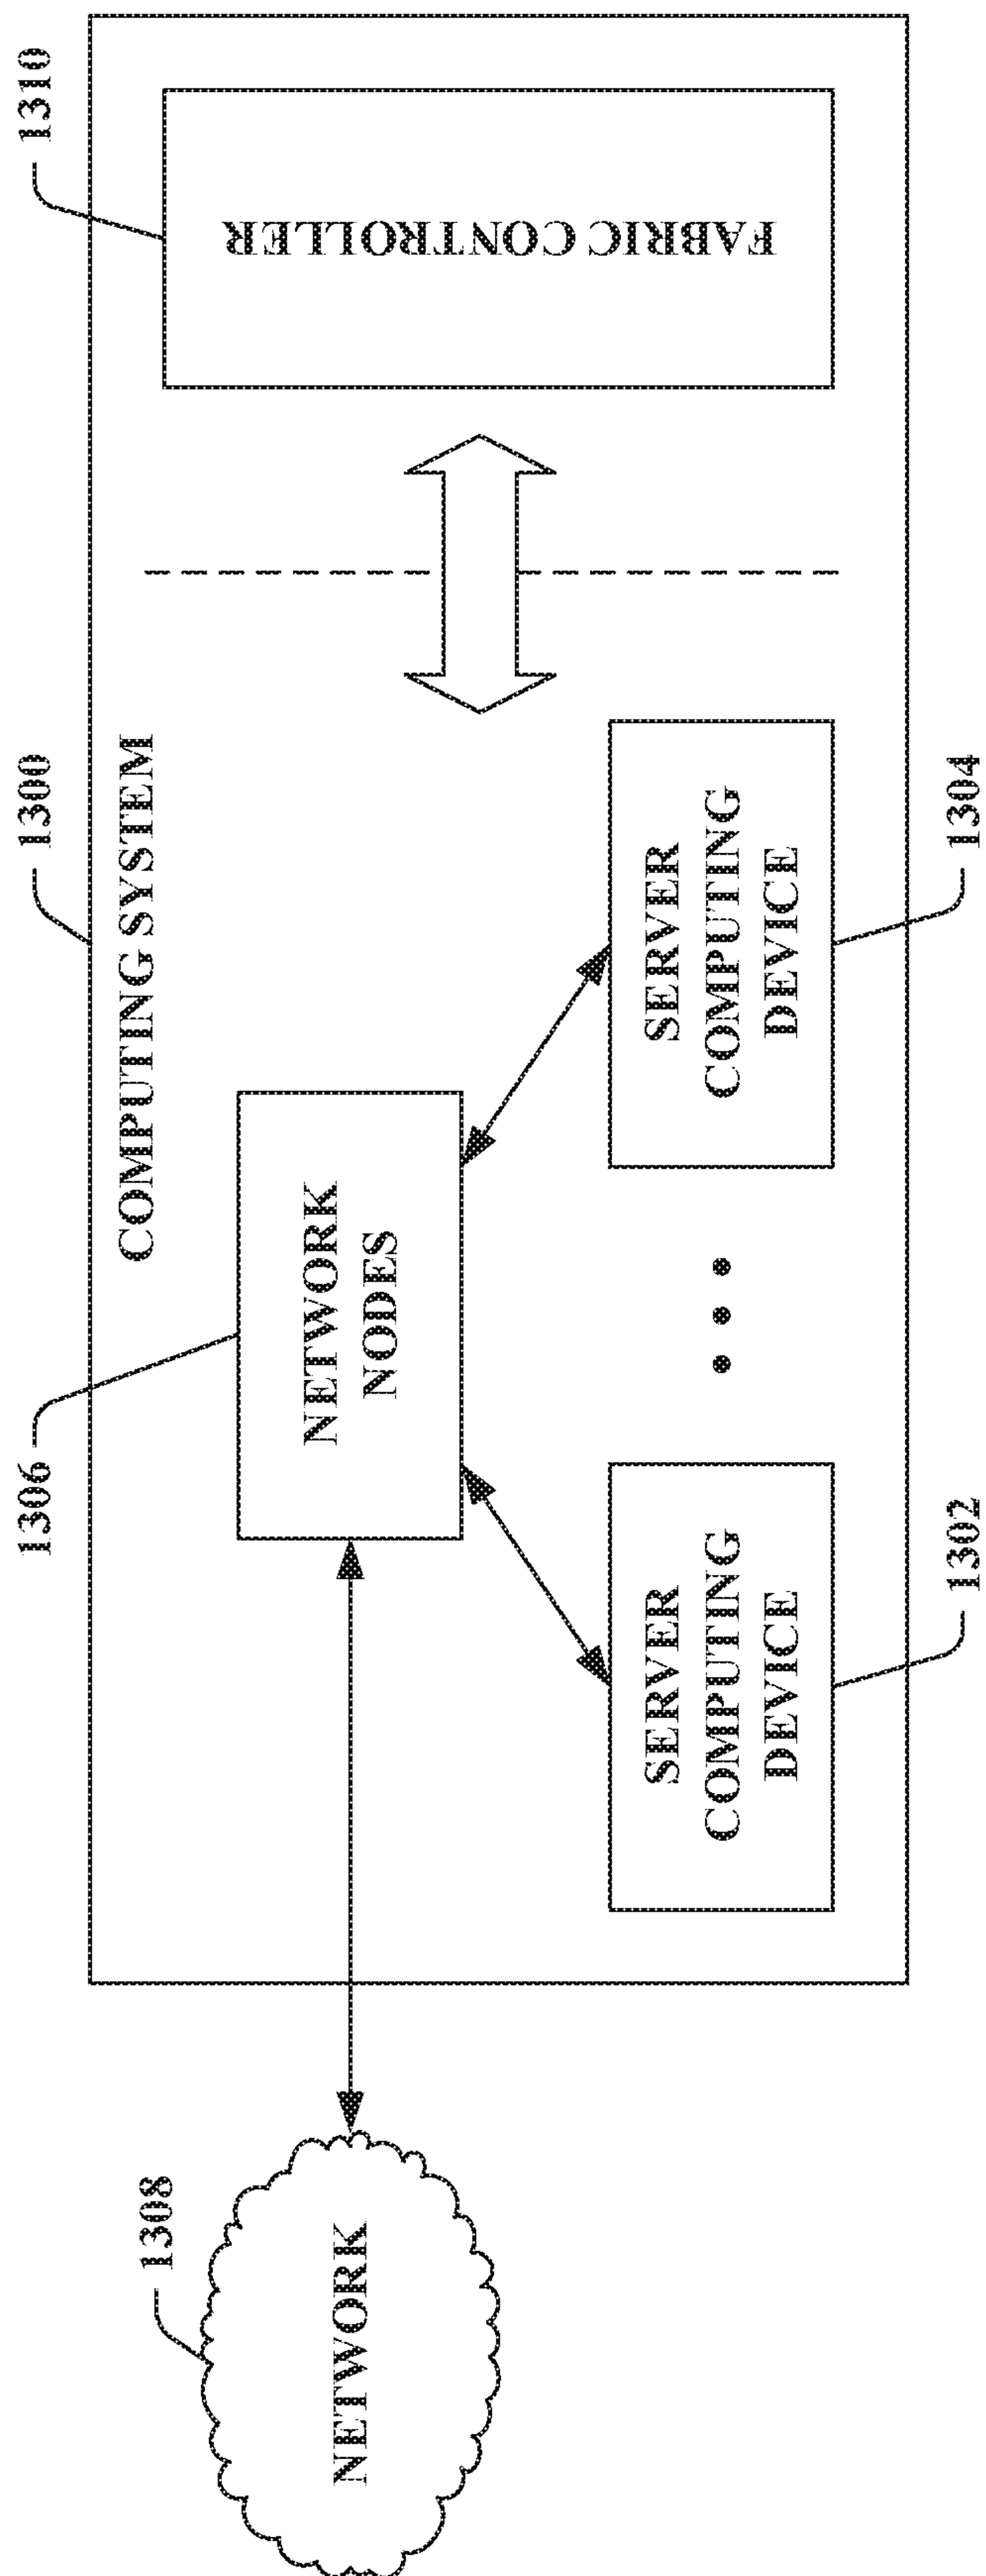 1300
COMPUTING SYSTEM
1306
NETWORK
NODES
1310
FABRIC CONTROLLER
1308
NETWORK
SERVER
COMPUTING
DEVICE
1302
SERVER
COMPUTING
DEVICE
1304